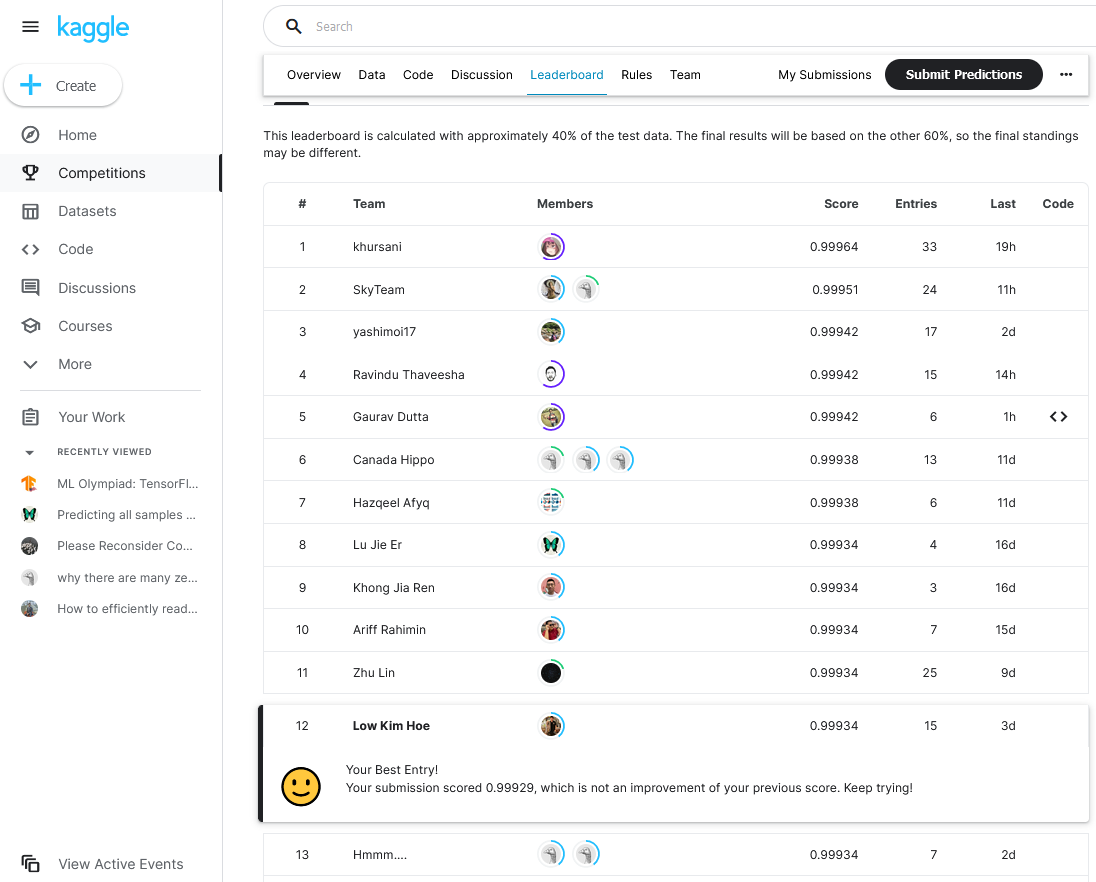 kaggle
Search
Overview Data Code Discussion Leaderboard Rules Team My Submissions Submit Predictions
Create
Home
Competitions
Datasets
Code
Discussions
Courses
More
Your Work
RECENTLY VIEWED
ML Olympiad: TensorFl...
Predicting all samples ...
Please Reconsider Co...
why there are many ze...
How to efficiently read...
View Active Events
This leaderboard is calculated with approximately 40% of the test data. The final results will be based on the other 60%, so the final standings
may be different.
# Team Members Score Entries Last Code
1 khursani 0.99964 33 19h
2 SkyTeam 0.99951 24 11h
3 yashimoi17 0.99942 17 2d
4 Ravindu Thaveesha 0.99942 15 14h
5 Gaurav Dutta 0.99942 6 1h
6 Canada Hippo 0.99938 13 11d
7 Hazqeel Afyq 0.99938 6 11d
8 Lu Jie Er 0.99934 4 16d
9 Khong Jia Ren 0.99934 3 16d
10 Ariff Rahimin 0.99934 7 15d
11 Zhu Lin 0.99934 25 9d
12 Low Kim Hoe 0.99934 15 3d
Your Best Entry!
Your submission scored 0.99929, which is not an improvement of your previous score. Keep trying!
13 Hmmm.... 0.99934 7 2d